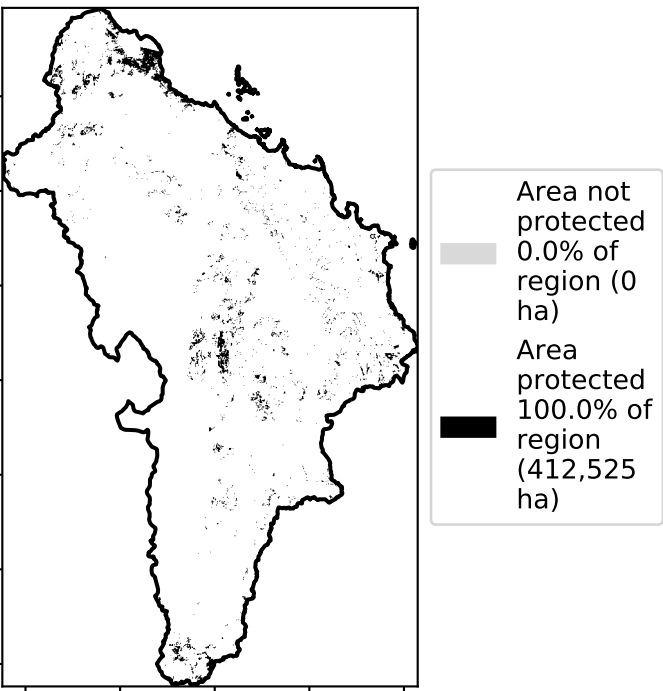 Area not
protected
0.0% of
region (0
ha)
Area
protected
100.0% of
region
(412,525
ha)